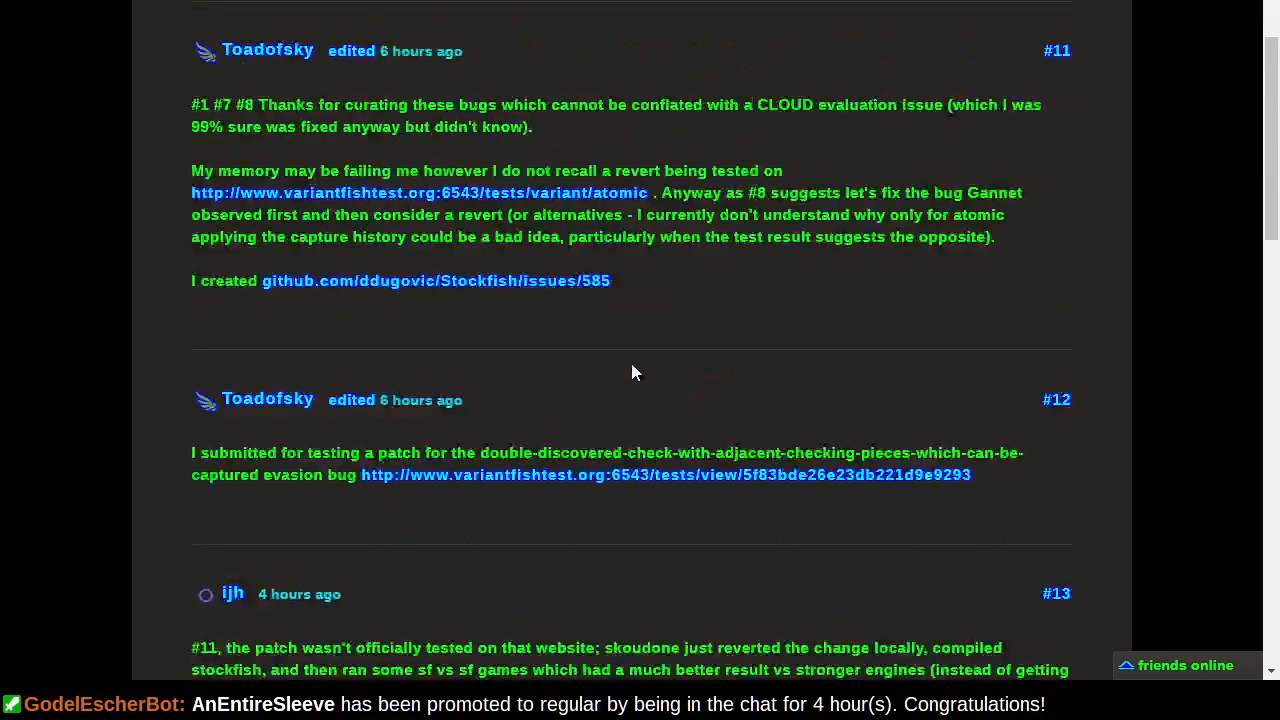 Toadofsky edited 6 hours ago #11
#1 #7 #8 Thanks for curating these bugs which cannot be conflated with a CLOUD evaluation issue (which I was
99% sure was fixed anyway but didn't know).
My memory may be failing me however I do not recall a revert being tested on
http://www.variantfishtest.org:6543/tests/variant/atomic . Anyway as #8 suggests let's fix the bug Gannet
observed first and then consider a revert (or alternatives - I currently don't understand why only for atomic
applying the capture history could be a bad idea, particularly when the test result suggests the opposite).
I created github.com/ddugovic/Stockfish/issues/585
Toadofsky edited 6 hours ago #12
I submitted for testing a patch for the double-discovered-check-with-adjacent-checking-pieces-which-can-be-
captured evasion bug http://www.variantfishtest.org:6543/tests/view/5f83bde26e23db221d9e9293
ijh 4 hours ago #13
#11, the patch wasn't officially tested on that website; skoudone just reverted the change locally, compiled
stockfish, and then ran some sf vs sf games which had a much better result vs stronger engines (instead of getting
friends online
GodelEscherBot: AnEntireSleeve has been promoted to regular by being in the chat for 4 hour(s). Congratulations!